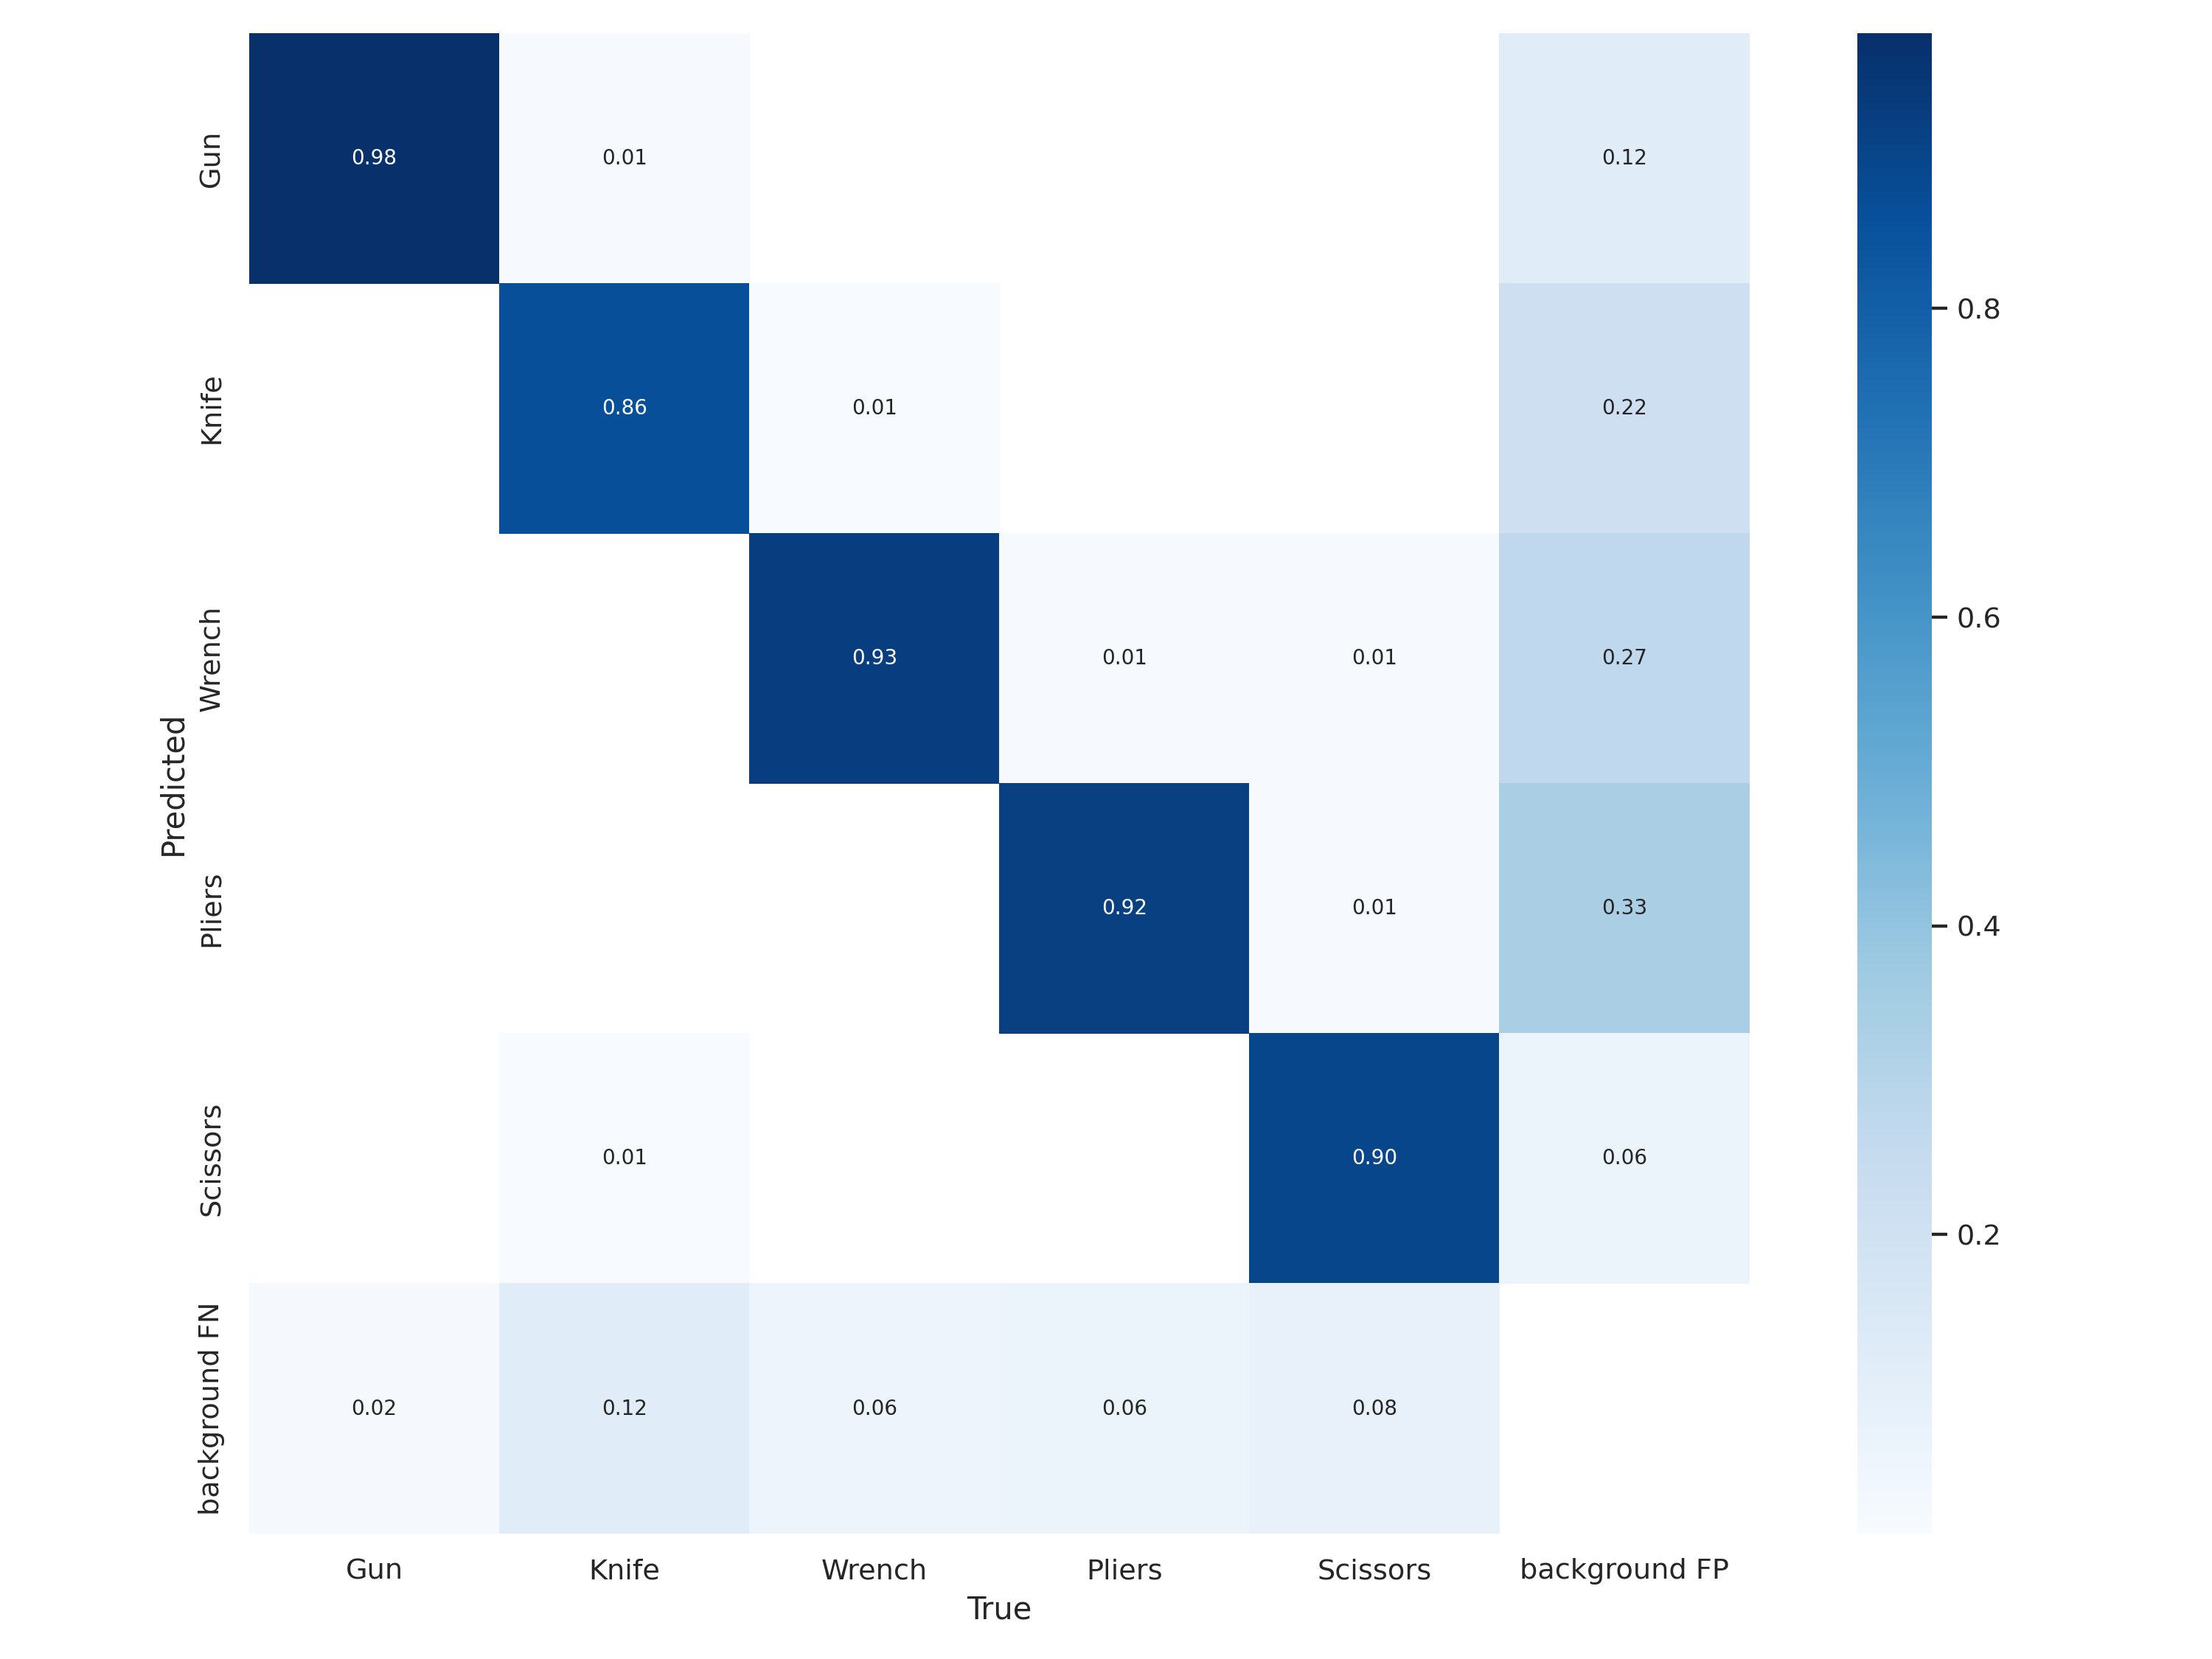 Gun 0.98 0.01 0.12
Knife 0.86 0.01 0.22
Wrench 0.93 0.01 0.01 0.27
Pliers 0.92 0.01 0.33
Scissors 0.01 0.90 0.06
background FN 0.02 0.12 0.06 0.06 0.08
Predicted
Gun Knife Wrench Pliers Scissors background FP
True
0.8
0.6
0.4
0.2